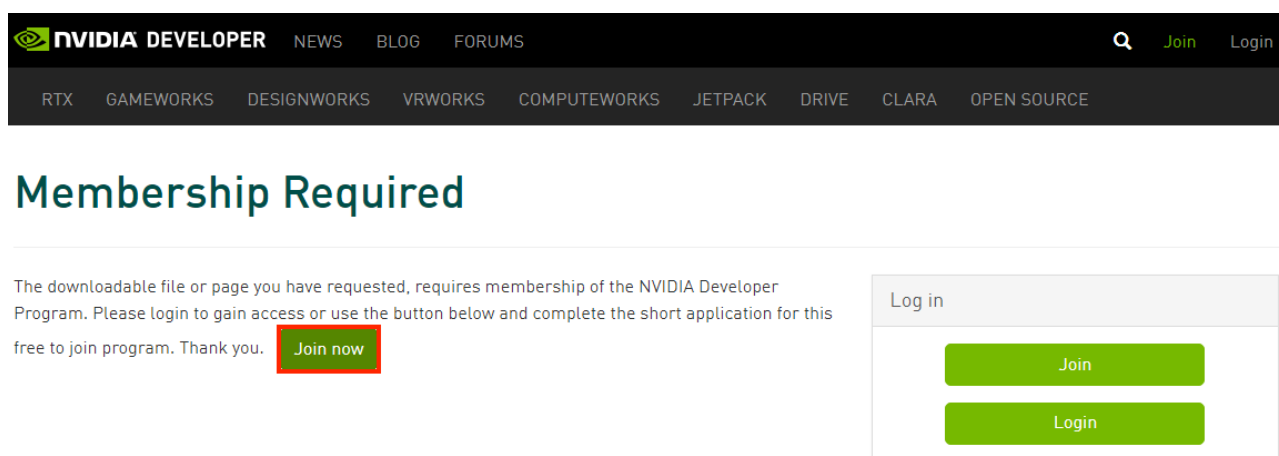 NVIDIA DEVELOPER NEWS BLOG FORUMS Join Login
RTX GAMEWORKS DESIGNWORKS VRWORKS COMPUTEWORKS JETPACK DRIVE CLARA OPEN SOURCE
Membership Required
The downloadable file or page you have requested, requires membership of the NVIDIA Developer
Program. Please login to gain access or use the button below and complete the short application for this
free to join program. Thank you. Join now
Log in
Join
Login